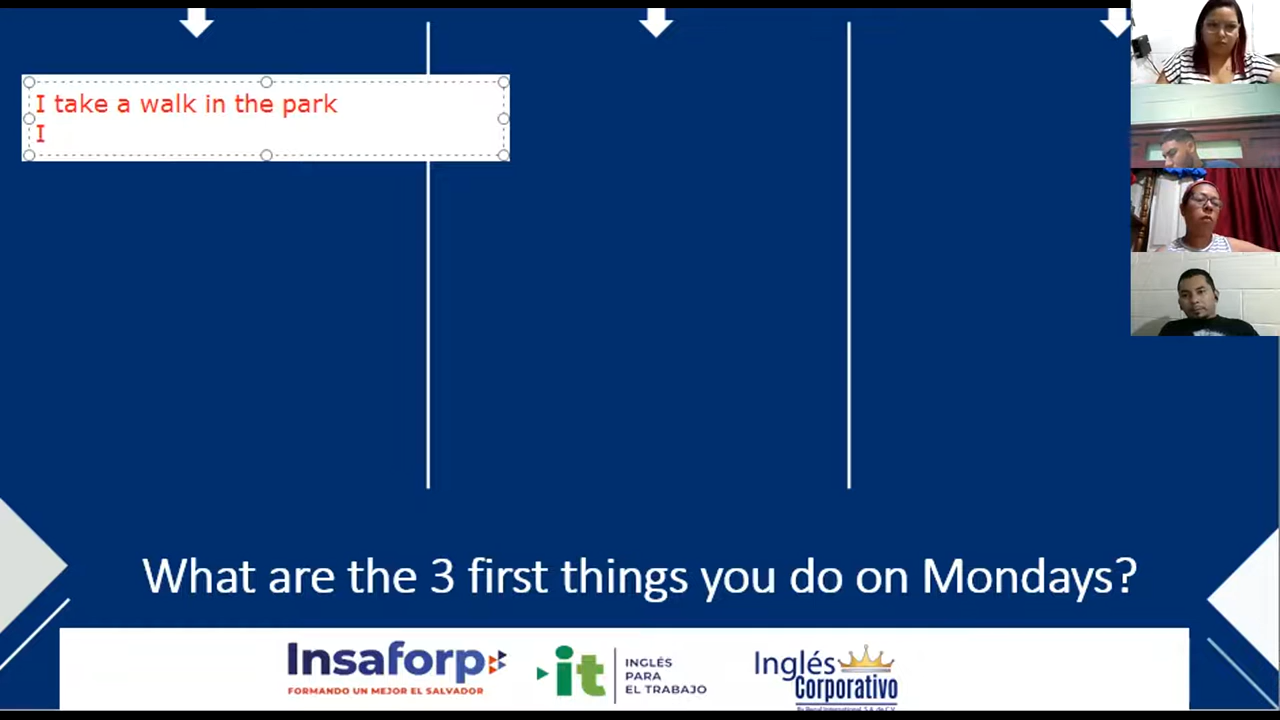 I take a walk in the park
I
What are the 3 first things you do on Mondays?
Insaforp
FORMANDO UN MEJOR EL SALVADOR
it
INGLÉS
PARA
EL TRABAJO
Inglés
Corporativo